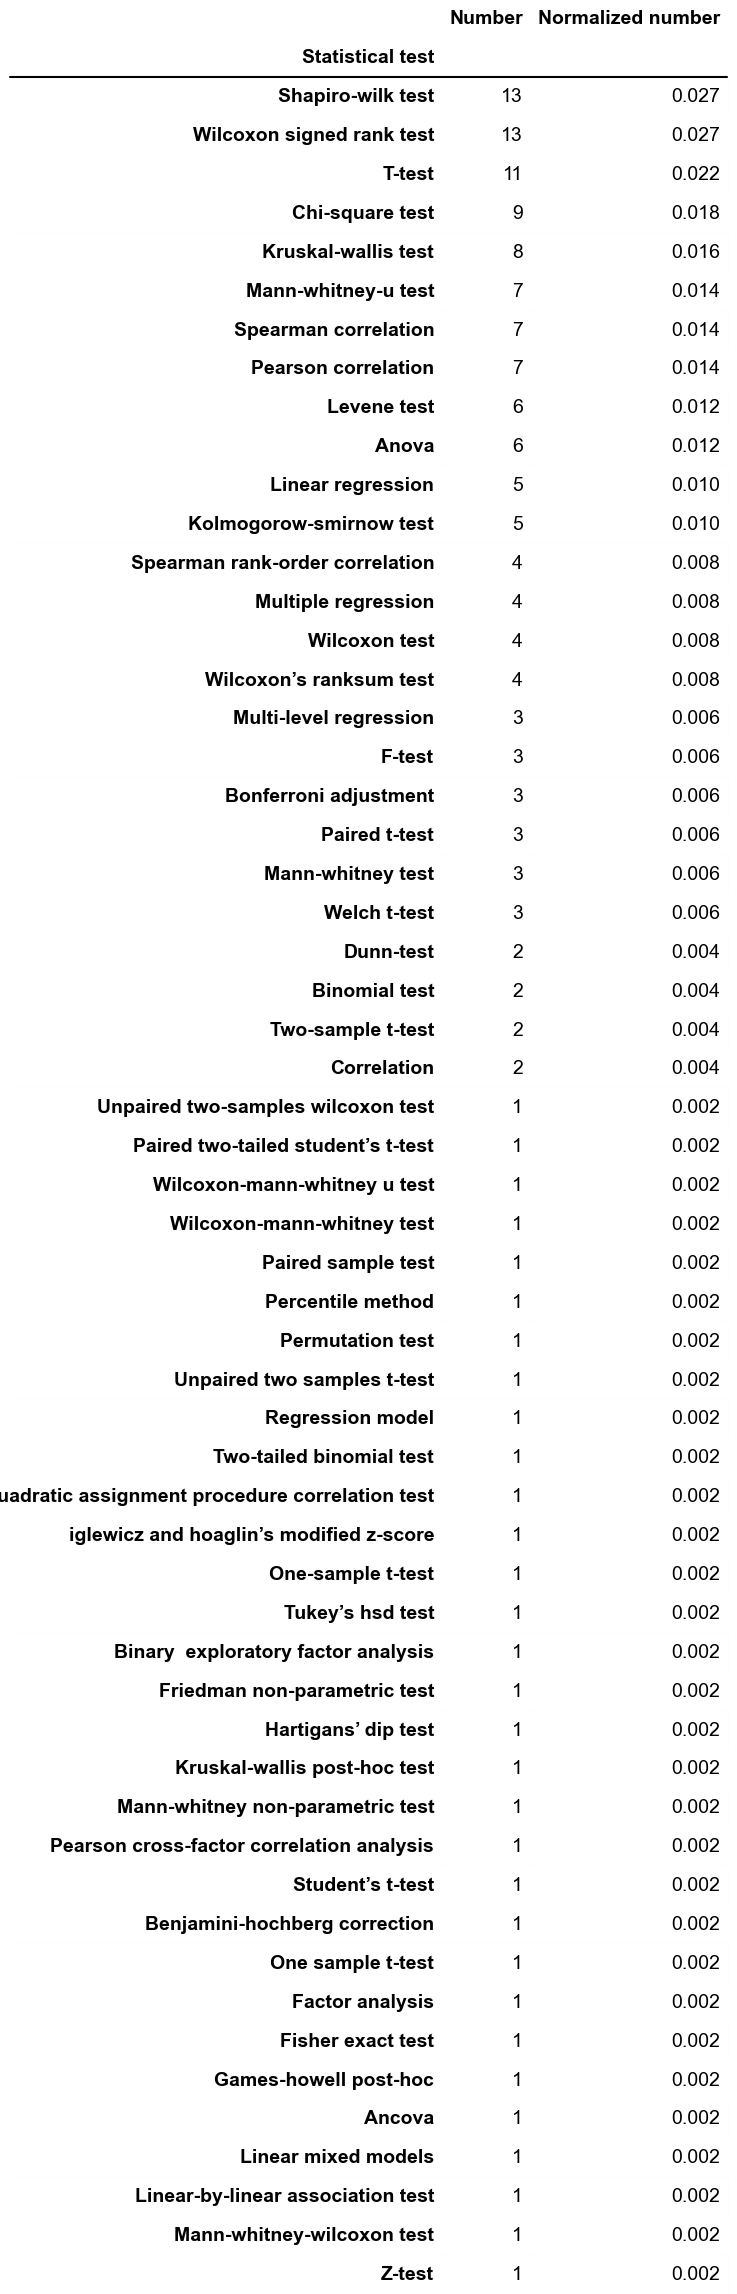 Number Normalized number
Statistical test
Shapiro-wilk test 13 0.027
Wilcoxon signed rank test 13 0.027
T-test 11 0.022
Chi-square test 9 0.018
Kruskal-wallis test 8 0.016
Mann-whitney-u test 7 0.014
Spearman correlation 7 0.014
Pearson correlation 7 0.014
Levene test 6 0.012
Anova 6 0.012
Linear regression 5 0.010
Kolmogorow-smirnow test 5 0.010
Spearman rank-order correlation 4 0.008
Multiple regression 4 0.008
Wilcoxon test 4 0.008
Wilcoxon’s ranksum test 4 0.008
Multi-level regression 3 0.006
F-test 3 0.006
Bonferroni adjustment 3 0.006
Paired t-test 3 0.006
Mann-whitney test 3 0.006
Welch t-test 3 0.006
Dunn-test 2 0.004
Binomial test 2 0.004
Two-sample t-test 2 0.004
Correlation 2 0.004
Unpaired two-samples wilcoxon test 1 0.002
Paired two-tailed student’s t-test 1 0.002
Wilcoxon-mann-whitney u test 1 0.002
Wilcoxon-mann-whitney test 1 0.002
Paired sample test 1 0.002
Percentile method 1 0.002
Permutation test 1 0.002
Unpaired two samples t-test 1 0.002
Regression model 1 0.002
Two-tailed binomial test 1 0.002
uadratic assignment procedure correlation test 1 0.002
iglewicz and hoaglin’s modified z-score 1 0.002
One-sample t-test 1 0.002
Tukey’s hsd test 1 0.002
Binary  exploratory factor analysis 1 0.002
Friedman non-parametric test 1 0.002
Hartigans’ dip test 1 0.002
Kruskal-wallis post-hoc test 1 0.002
Mann-whitney non-parametric test 1 0.002
Pearson cross-factor correlation analysis 1 0.002
Student’s t-test 1 0.002
Benjamini-hochberg correction 1 0.002
One sample t-test 1 0.002
Factor analysis 1 0.002
Fisher exact test 1 0.002
Games-howell post-hoc 1 0.002
Ancova 1 0.002
Linear mixed models 1 0.002
Linear-by-linear association test 1 0.002
Mann-whitney-wilcoxon test 1 0.002
Z-test 1 0.002